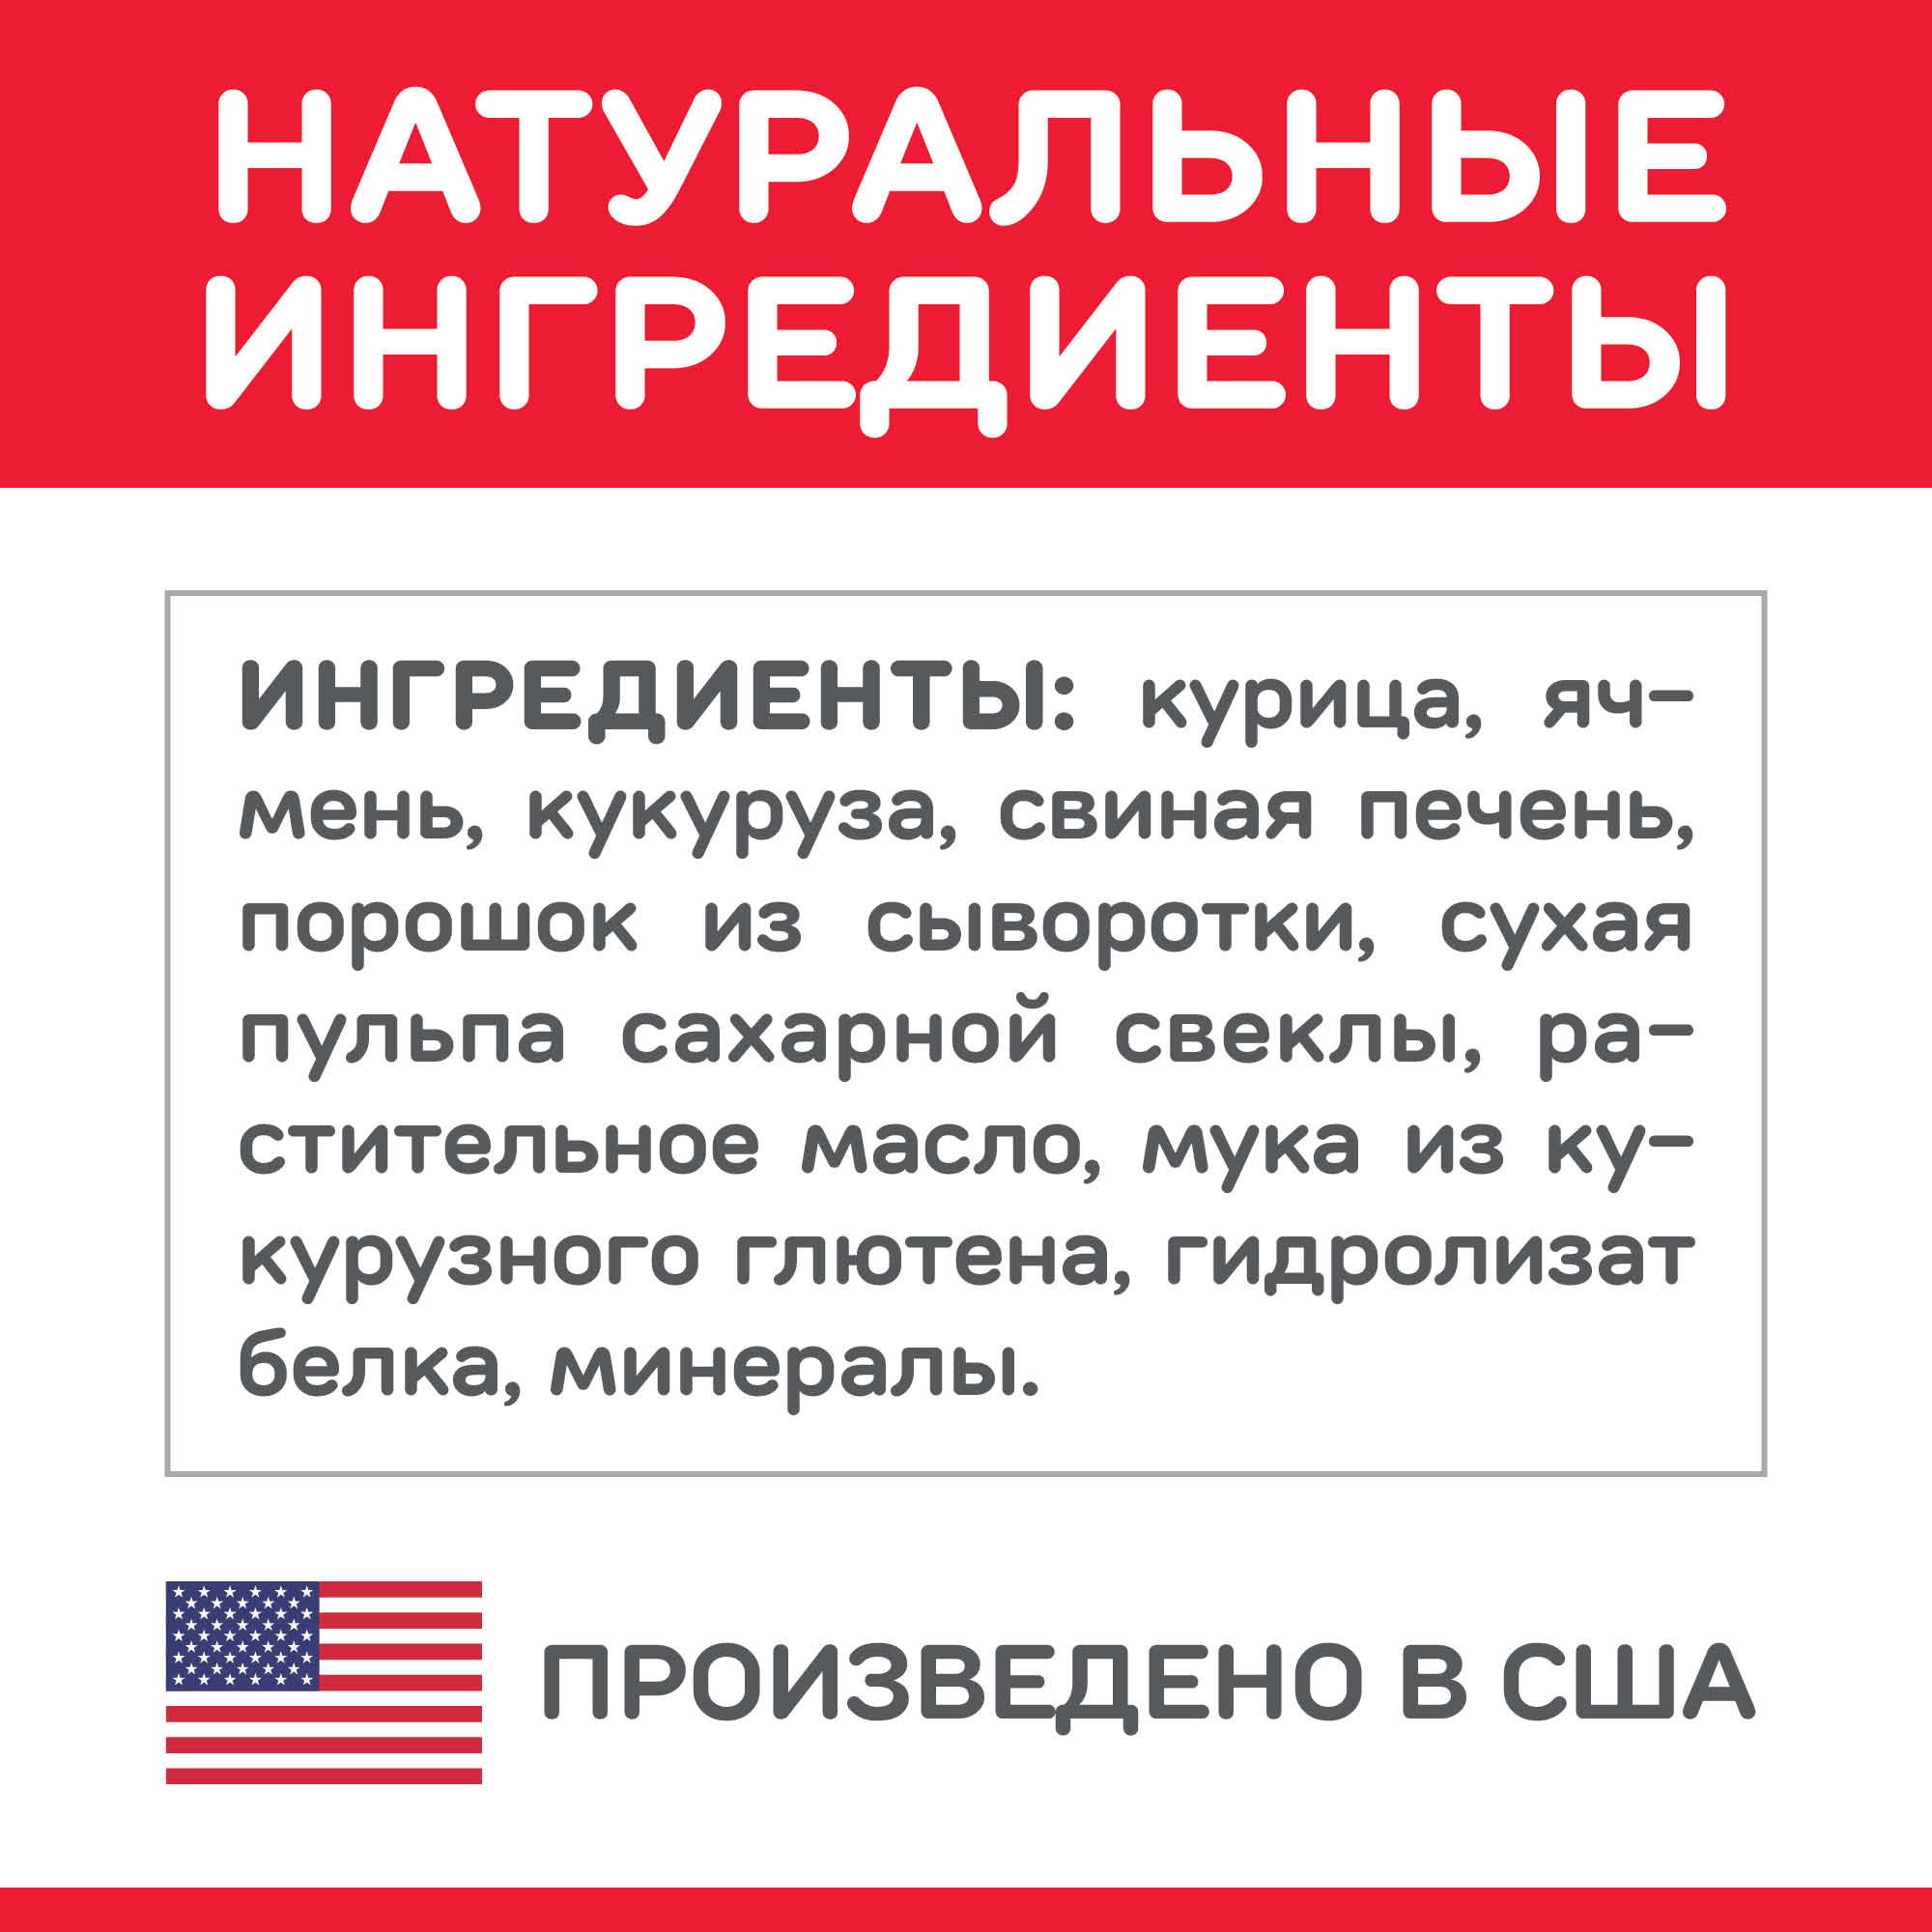 НАТУРАЛЬНЫЕ
ИНГРЕДИЕНТЫ
ИНГРЕДИЕНТЫ: курица, яч-
мень, кукуруза, свиная печень,
порошок из сыворотки, сухая
пульпа сахарной свеклы, ра-
стительное масло, мука из ку-
курузного глютена, гидролизат
белка, минералы.
ПРОИЗВЕДЕНО В США